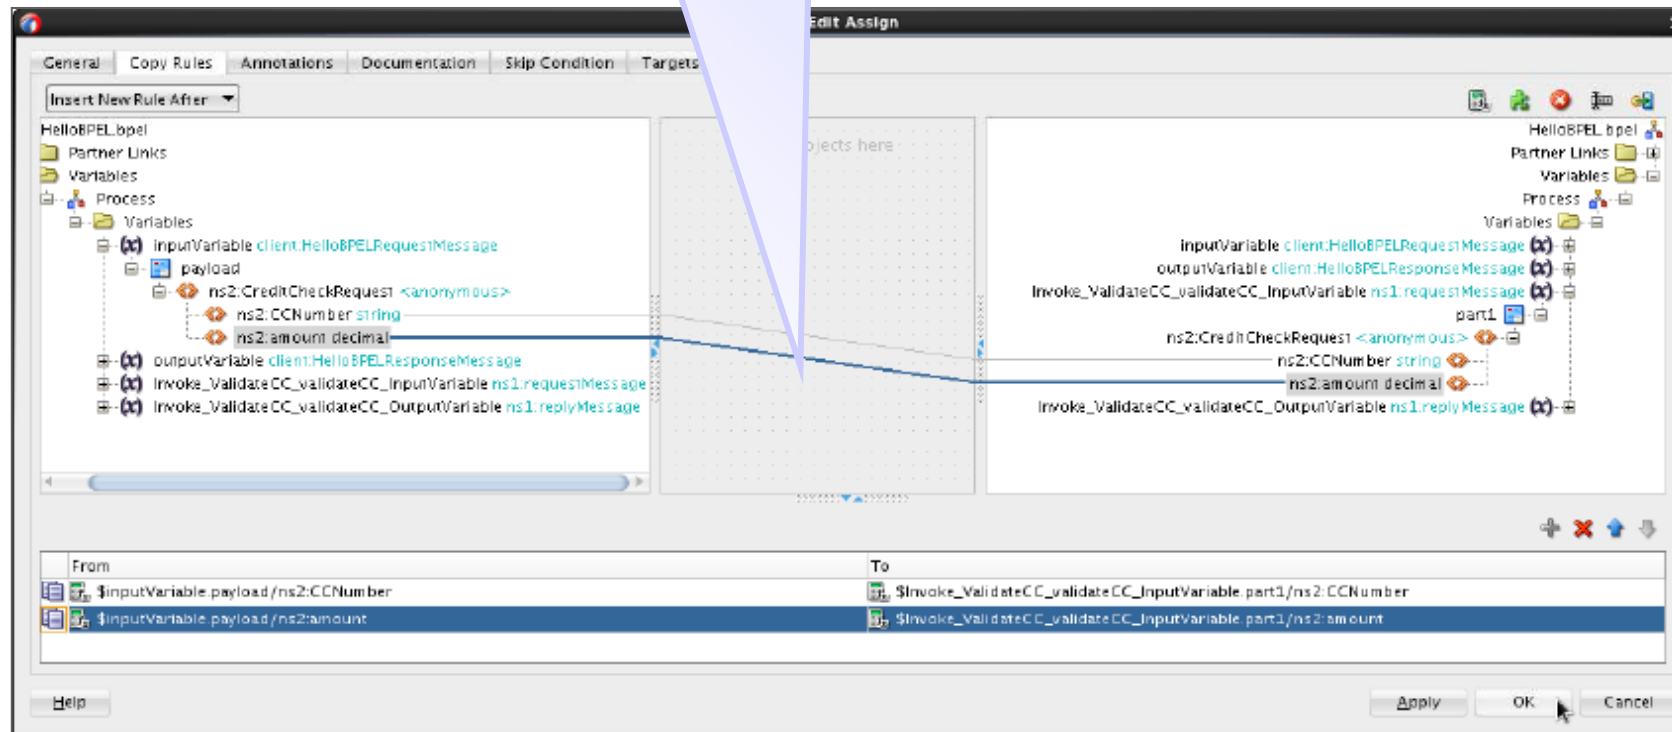 Edit Assign
General Copy Rules Annotations Documentation Skip Condition Targets
Insert New Rule After
HelloBPEL.bpel
Partner Links
Variables
Process
Variables
inputVariable client:HelloBPELRequestMessage
payload
ns2:CreditCheckRequest <anonymous>
ns2:CCNumber string
ns2:amount decimal
outputVariable client:HelloBPELResponseMessage
Invoke_ValidateCC_validateCC_InputVariable ns1:requestMessage
Invoke_ValidateCC_validateCC_OutputVariable ns1:replyMessage
here
HelloBPEL.bpel
Partner Links
Variables
Process
Variables
inputVariable client:HelloBPELRequestMessage
outputVariable client:HelloBPELResponseMessage
Invoke_ValidateCC_validateCC_InputVariable ns1:requestMessage
part1
ns2:CreditCheckRequest <anonymous>
ns2:CCNumber string
ns2:amount decimal
Invoke_ValidateCC_validateCC_OutputVariable ns1:replyMessage
From To
$inputVariable.payload/ns2:CCNumber $Invoke_ValidateCC_validateCC_InputVariable.part1/ns2:CCNumber
$inputVariable.payload/ns2:amount $Invoke_ValidateCC_validateCC_InputVariable.part1/ns2:amount
Help Apply OK Cancel